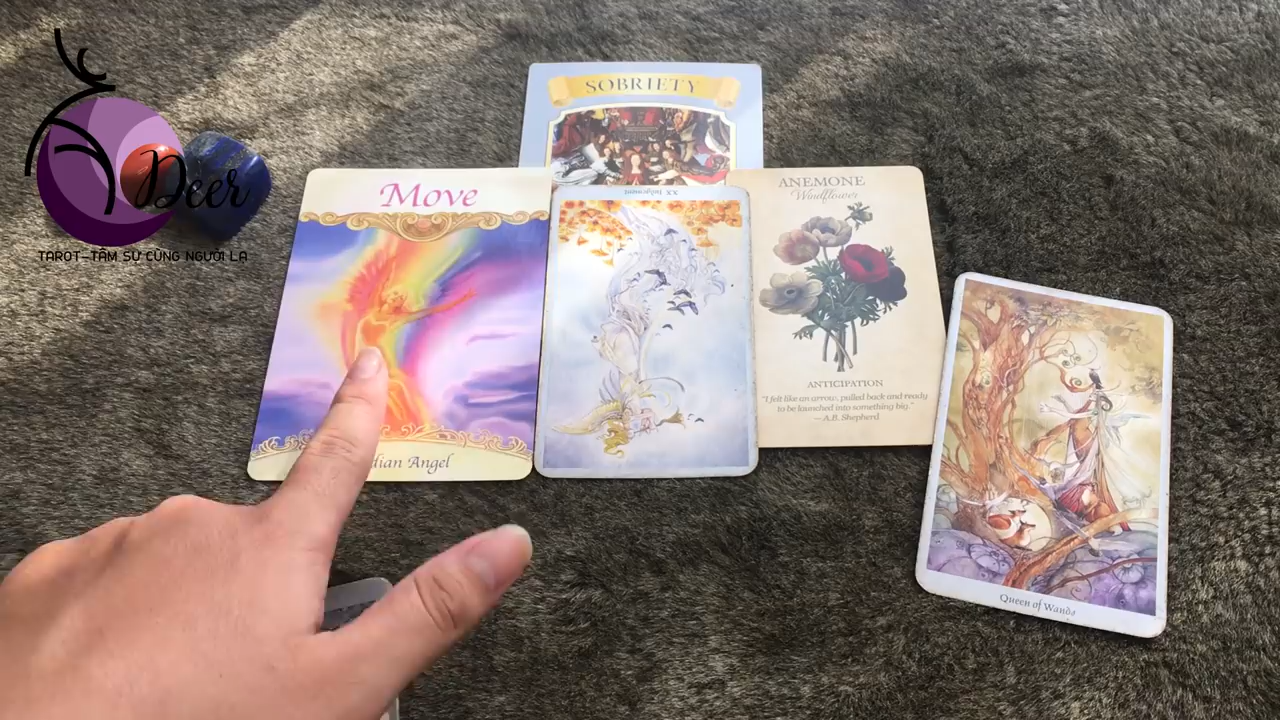 Deer
TAROT-TÂM SỰ CÙNG NGƯỜI LẠ
SOBRIETY
Move
dian Angel
XX Judgement
ANEMONE
Windflower
ANTICIPATION
"I felt like an arrow, pulled back and ready
to be launched into something big."
— A.B. Shepherd
Queen of Wands